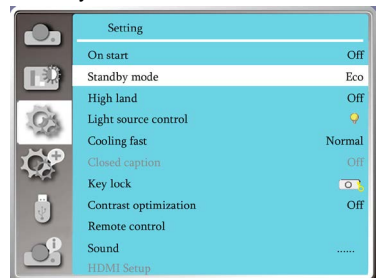 Setting
On start Off
Standby mode Eco
High land Off
Light source control
Cooling fast Normal
Closed caption Off
Key lock
Contrast optimization Off
Remote control
Sound ......
HDMI Setup